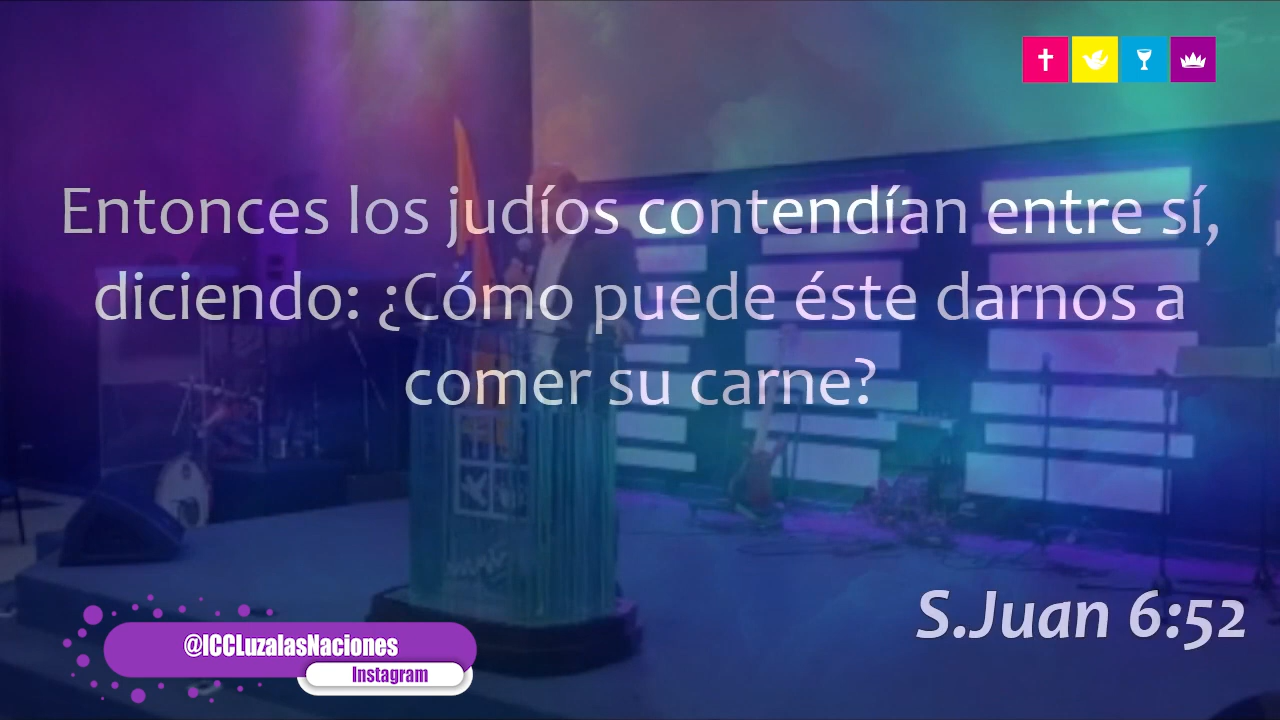 Entonces los judíos contendían entre sí,
diciendo: ¿Cómo puede éste darnos a
comer su carne?
S.Juan 6:52
@ICCLuzalasNaciones
Instagram